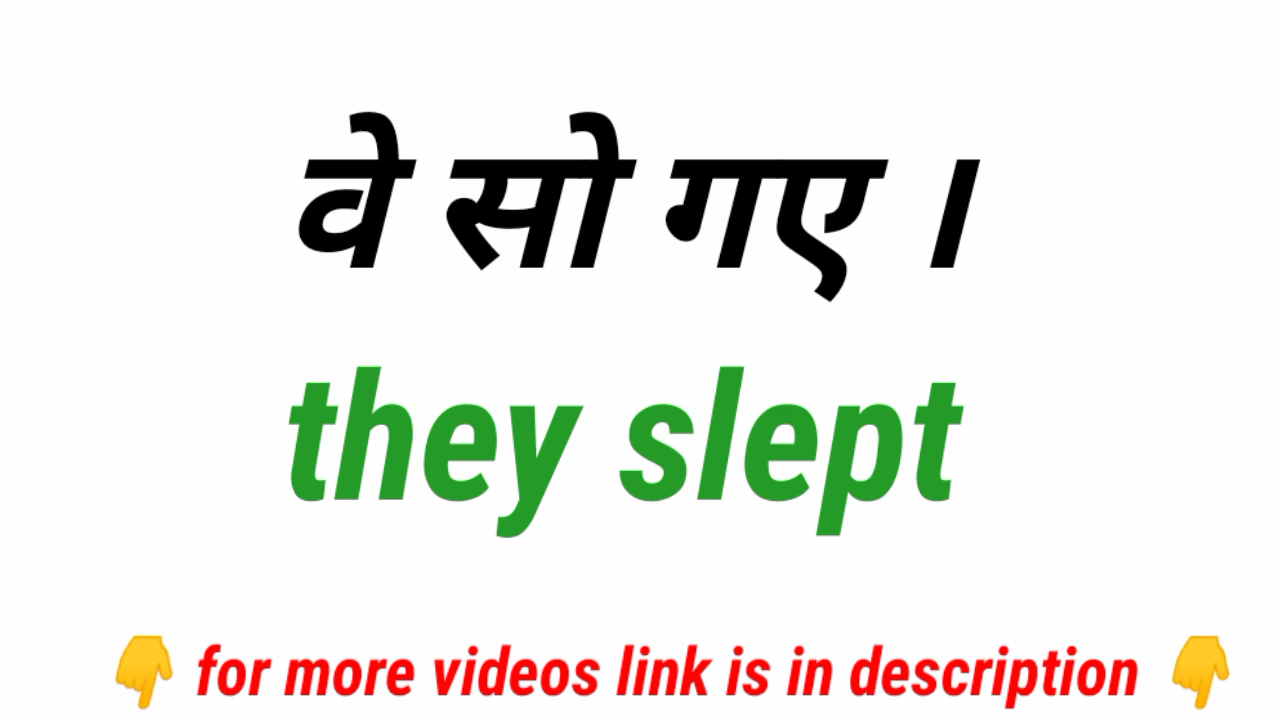 वे सो गए ।
they slept
👇 for more videos link is in description 👇